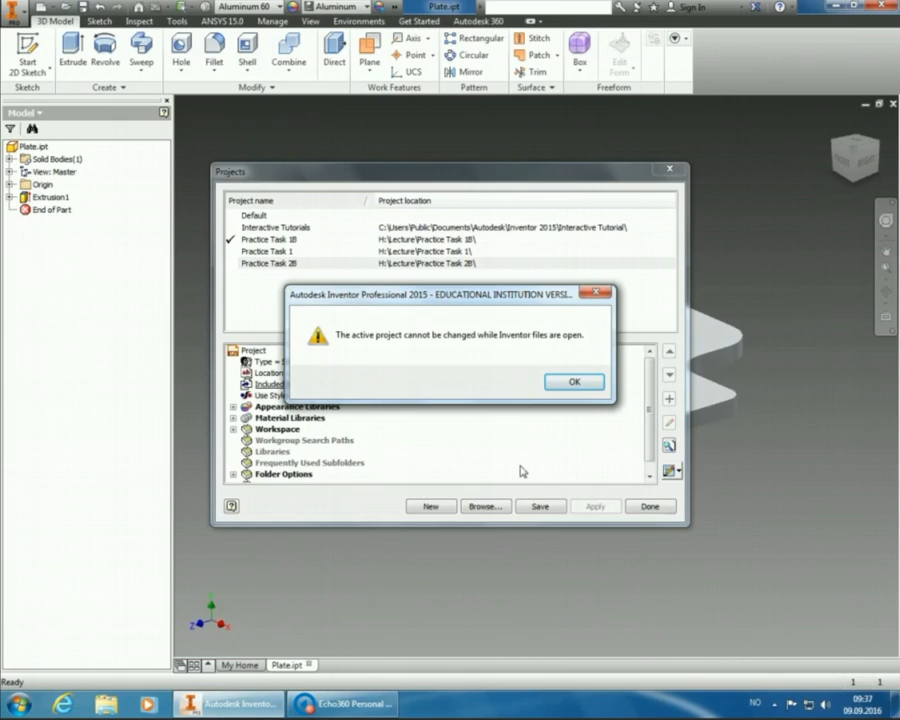 Aluminum 60
Aluminum
Plate.ipt
Sign In
PRO
3D Model
Sketch
Inspect
Tools
ANSYS 15.0
Manage
View
Environments
Get Started
Autodesk 360
Start
2D Sketch
Extrude
Revolve
Sweep
Hole
Fillet
Shell
Combine
Direct
Plane
Axis
Point
UCS
Rectangular
Circular
Mirror
Stitch
Patch
Trim
Box
Edit
Form
Sketch
Create
Modify
Work Features
Pattern
Surface
Freeform
Model
Plate.ipt
Solid Bodies(1)
View: Master
Origin
Extrusion1
End of Part
Projects
Project name / Project location
Default
Interactive Tutorials C:\Users\Public\Documents\Autodesk\Inventor 2015\Interactive Tutorial\
Practice Task 1B H:\Lecture\Practice Task 1B\
Practice Task 1 H:\Lecture\Practice Task 1\
Practice Task 2B H:\Lecture\Practice Task 2B\
Autodesk Inventor Professional 2015 - EDUCATIONAL INSTITUTION VERSI...
The active project cannot be changed while Inventor files are open.
OK
Project
Type =
Location
Included
Use Styl
Appearance Libraries
Material Libraries
Workspace
Workgroup Search Paths
Libraries
Frequently Used Subfolders
Folder Options
New
Browse...
Save
Apply
Done
Z
Y
X
My Home
Plate.ipt
Ready
1 1
Autodesk Invento...
Echo360 Personal ...
NO
09:37
09.09.2016